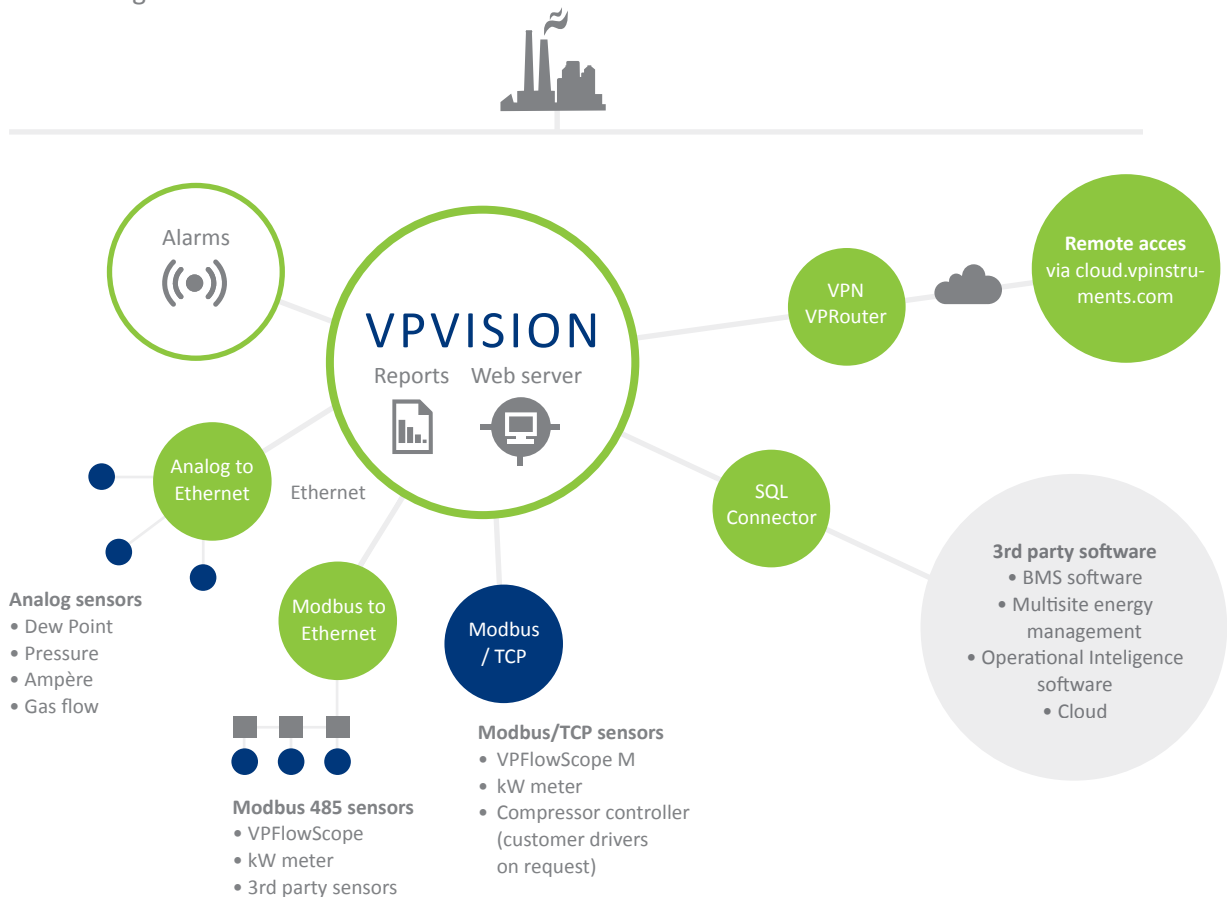 Alarms
VPVISION
Reports Web server
VPN
VPRouter
Remote acces
via cloud.vpinstru-
ments.com
Analog to
Ethernet
Ethernet
SQL
Connector
3rd party software
• BMS software
• Multisite energy
management
• Operational Inteligence
software
• Cloud
Analog sensors
• Dew Point
• Pressure
• Ampère
• Gas flow
Modbus to
Ethernet
Modbus
/ TCP
Modbus 485 sensors
• VPFlowScope
• kW meter
• 3rd party sensors
Modbus/TCP sensors
• VPFlowScope M
• kW meter
• Compressor controller
(customer drivers
on request)